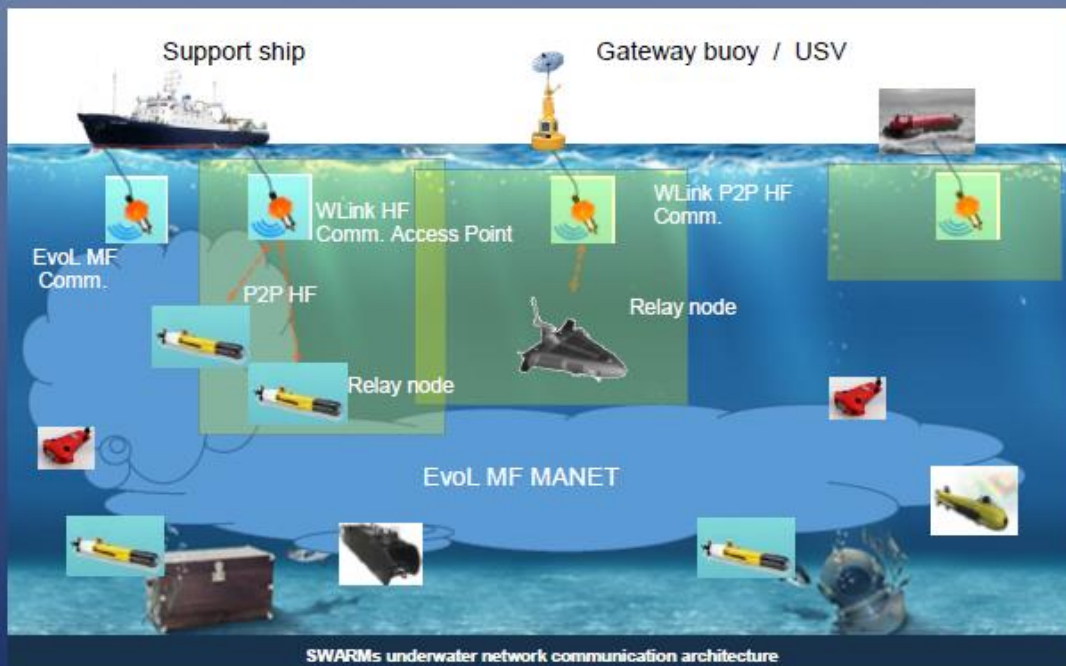 Support ship
Gateway buoy / USV
WLink HF
Comm. Access Point
WLink P2P HF
Comm.
EvoL MF
Comm.
P2P HF
Relay node
Relay node
EvoL MF MANET
SWARMs underwater network communication architecture